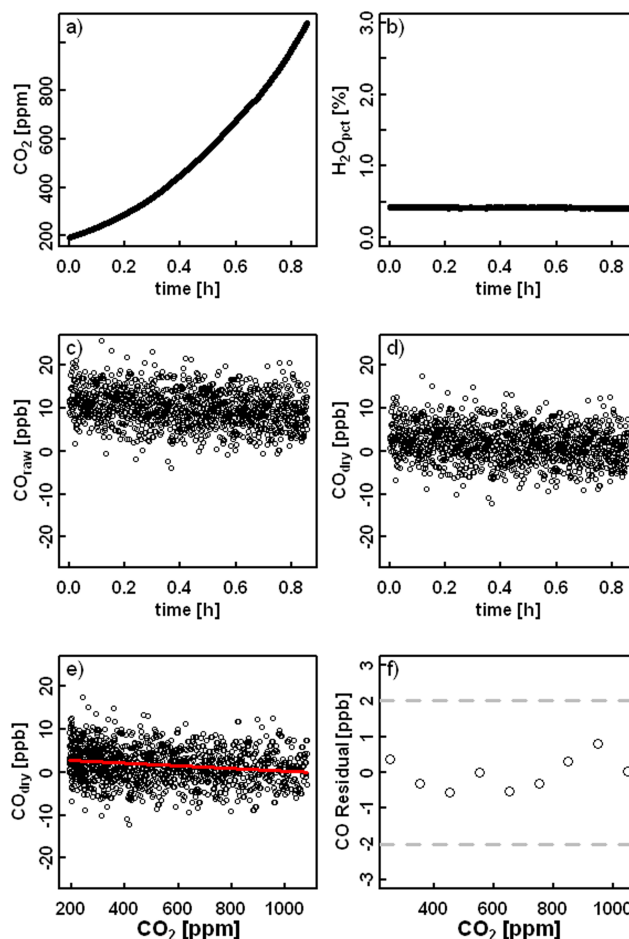 a)
CO2 [ppm]
200 400 600 800
0.0 0.2 0.4 0.6 0.8
time [h]
b)
H2Opct [%]
0.0 1.0 2.0 3.0
0.0 0.2 0.4 0.6 0.8
time [h]
c)
COraw [ppb]
-20 -10 0 10 20
0.0 0.2 0.4 0.6 0.8
time [h]
d)
COdry [ppb]
-20 -10 0 10 20
0.0 0.2 0.4 0.6 0.8
time [h]
e)
COdry [ppb]
-20 -10 0 10 20
200 400 600 800 1000
CO2 [ppm]
f)
CO Residual [ppb]
-3 -2 -1 0 1 2 3
400 600 800 1000
CO2 [ppm]